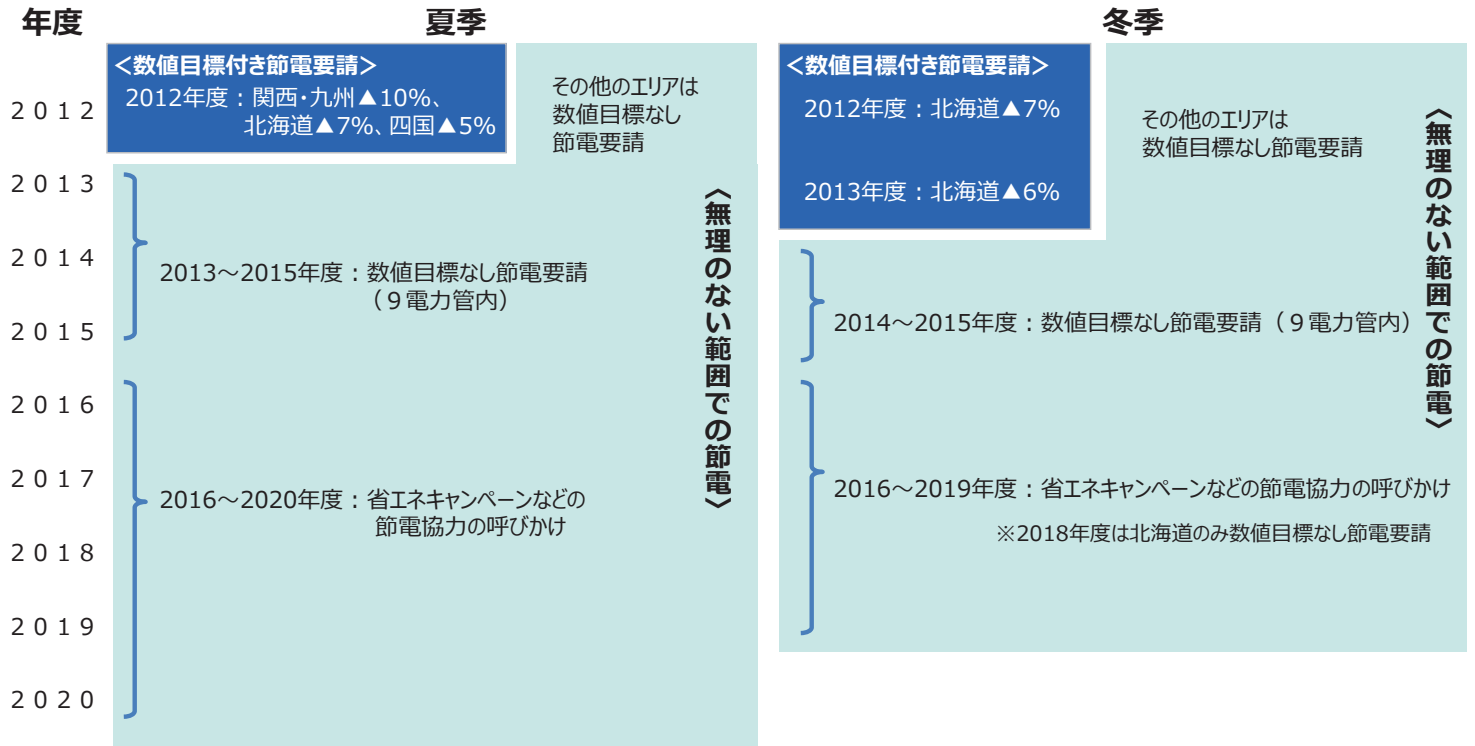 年度
夏季
冬季
<数値目標付き節電要請>
2012年度：関西・九州▲10%、
北海道▲7%、四国▲5%
その他のエリアは
数値目標なし
節電要請
<数値目標付き節電要請>
2012年度：北海道▲7%
2013年度：北海道▲6%
その他のエリアは
数値目標なし節電要請
２０１２
２０１３
２０１４
２０１５
２０１６
２０１７
２０１８
２０１９
２０２０
2013～2015年度：数値目標なし節電要請
（９電力管内）
2016～2020年度：省エネキャンペーンなどの
節電協力の呼びかけ
〈無理のない範囲での節電〉
2014～2015年度：数値目標なし節電要請（９電力管内）
2016～2019年度：省エネキャンペーンなどの節電協力の呼びかけ
※2018年度は北海道のみ数値目標なし節電要請
〈無理のない範囲での節電〉